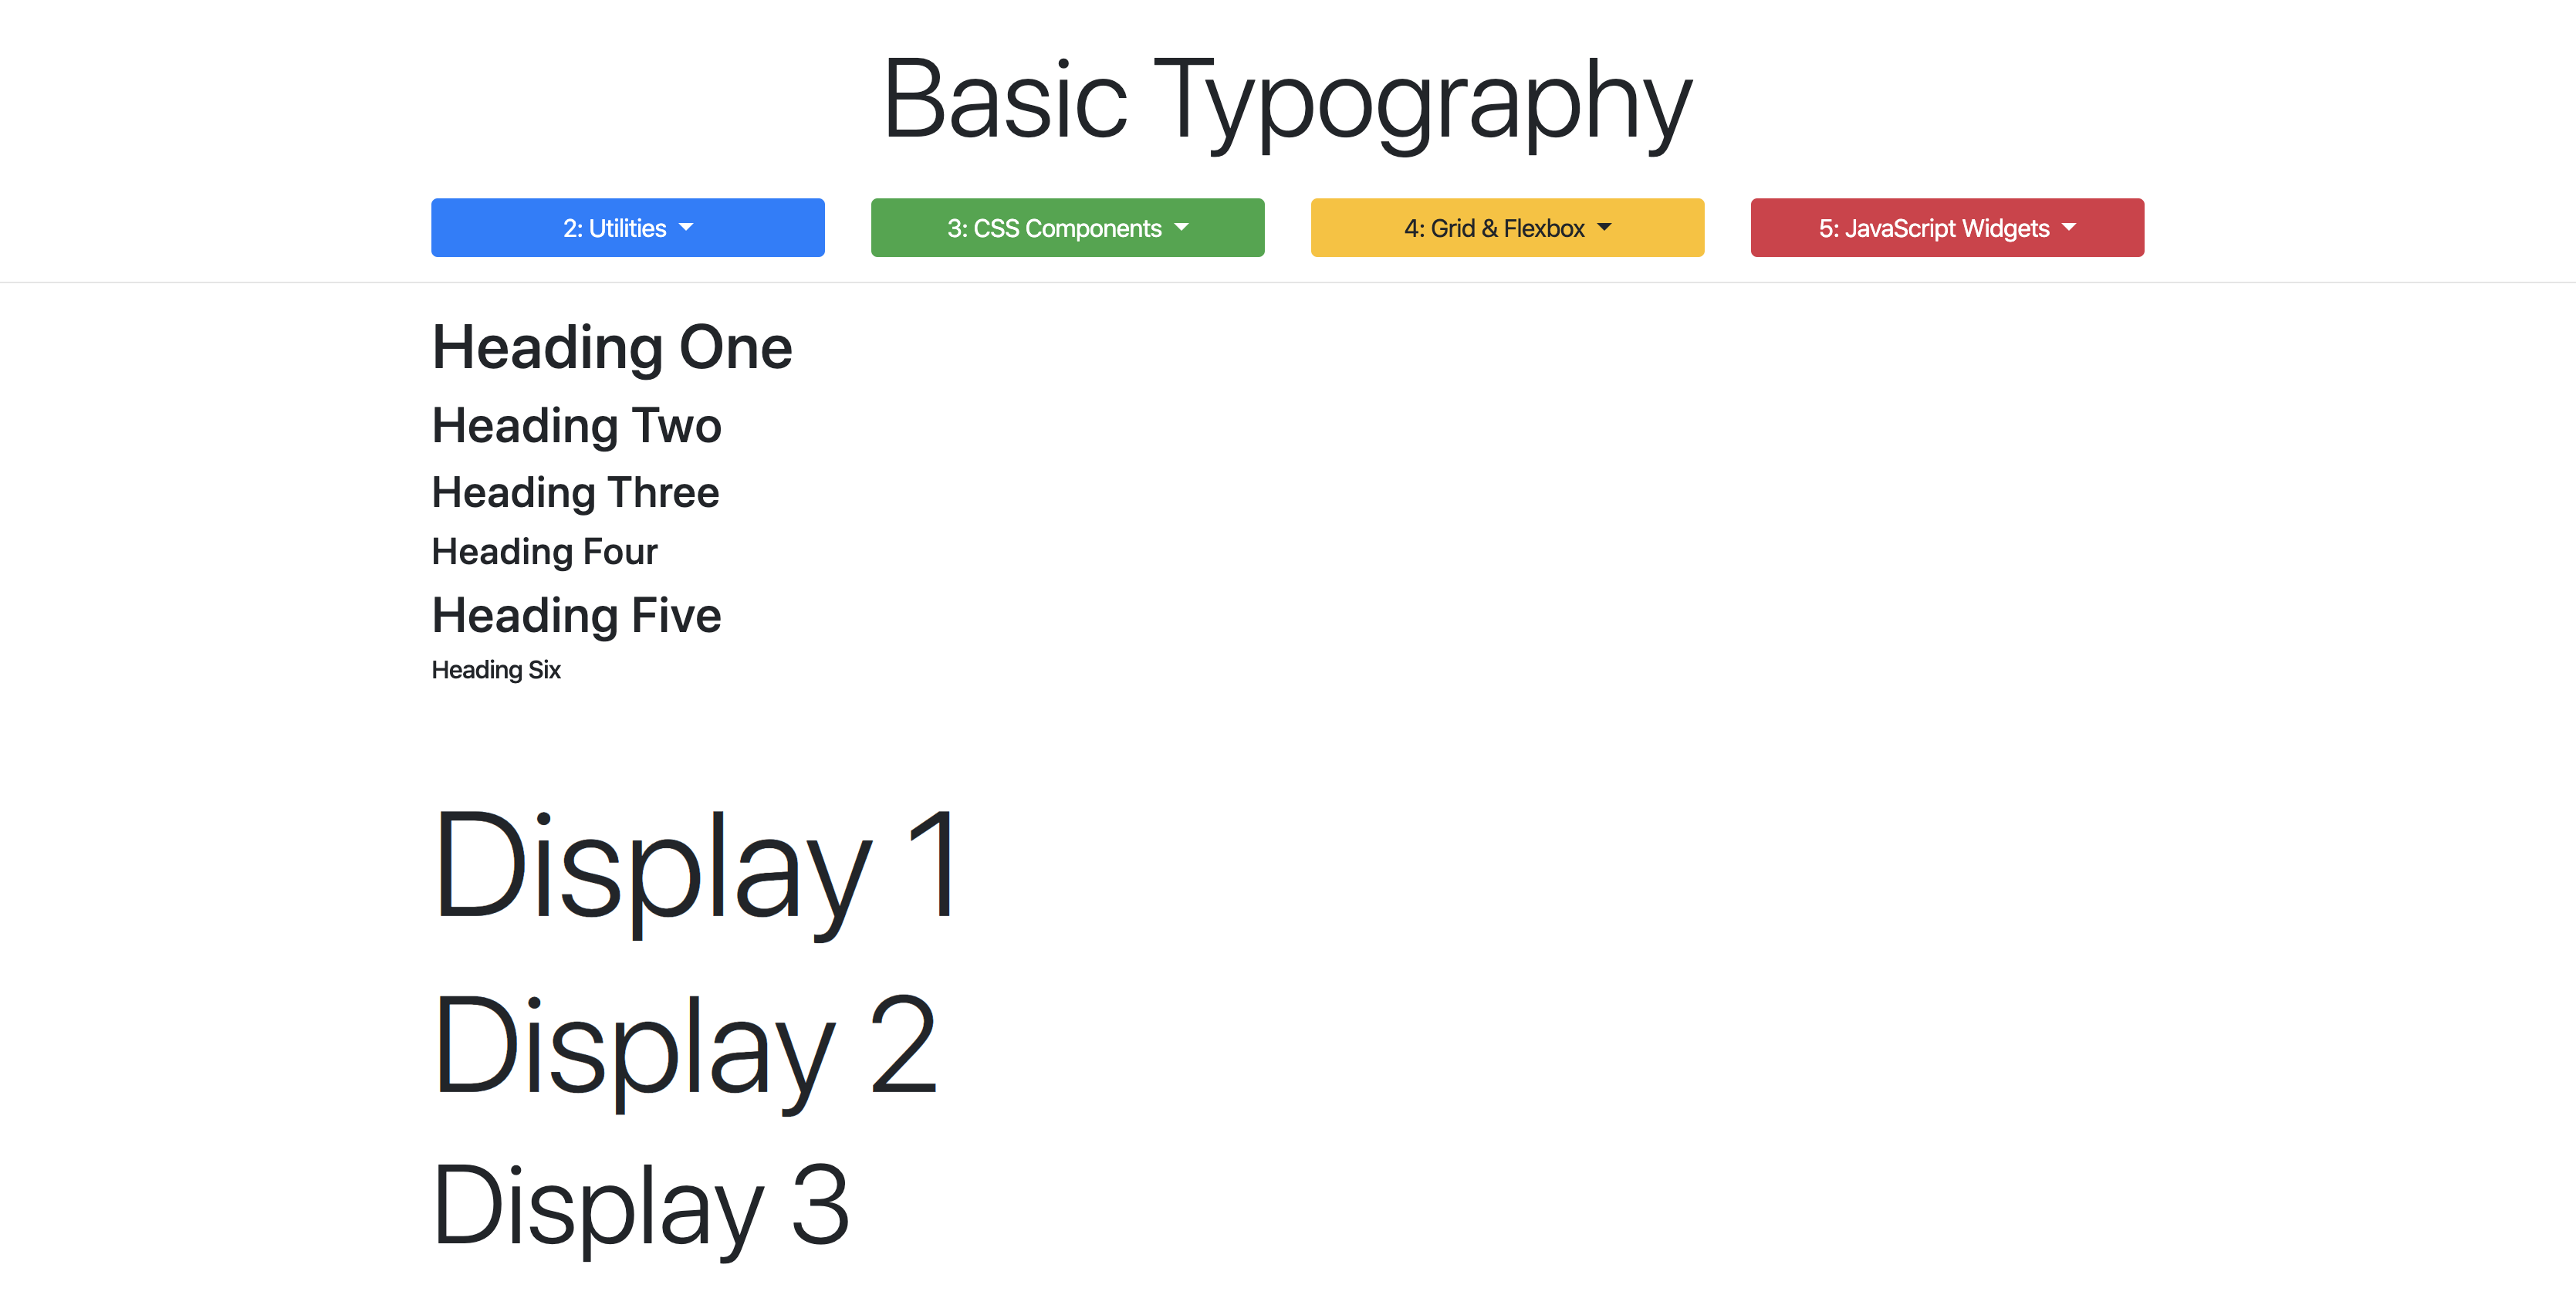 Basic Typography
2: Utilities
3: CSS Components
4: Grid & Flexbox
5: JavaScript Widgets
Heading One
Heading Two
Heading Three
Heading Four
Heading Five
Heading Six
Display 1
Display 2
Display 3